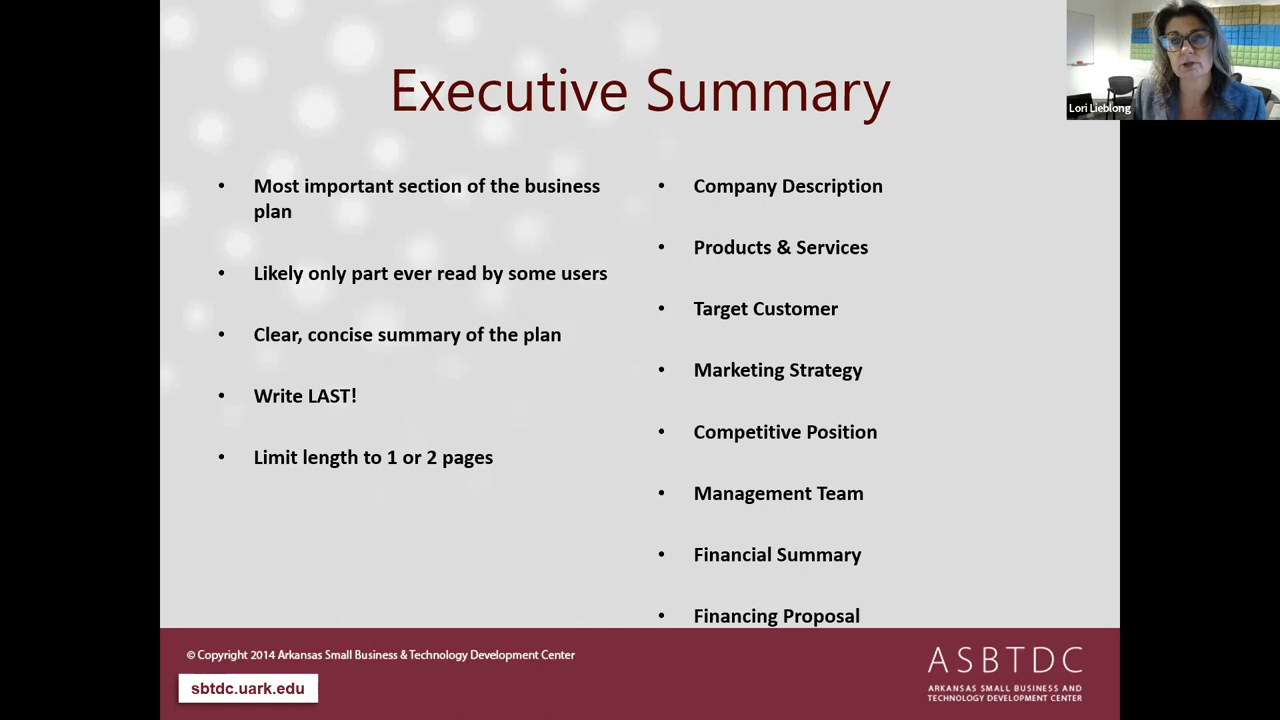 Executive Summary
Lori Lieblong
• Most important section of the business
plan
• Likely only part ever read by some users
• Clear, concise summary of the plan
• Write LAST!
• Limit length to 1 or 2 pages
• Company Description
• Products & Services
• Target Customer
• Marketing Strategy
• Competitive Position
• Management Team
• Financial Summary
• Financing Proposal
© Copyright 2014 Arkansas Small Business & Technology Development Center
sbtdc.uark.edu
ASBTDC
ARKANSAS SMALL BUSINESS AND
TECHNOLOGY DEVELOPMENT CENTER